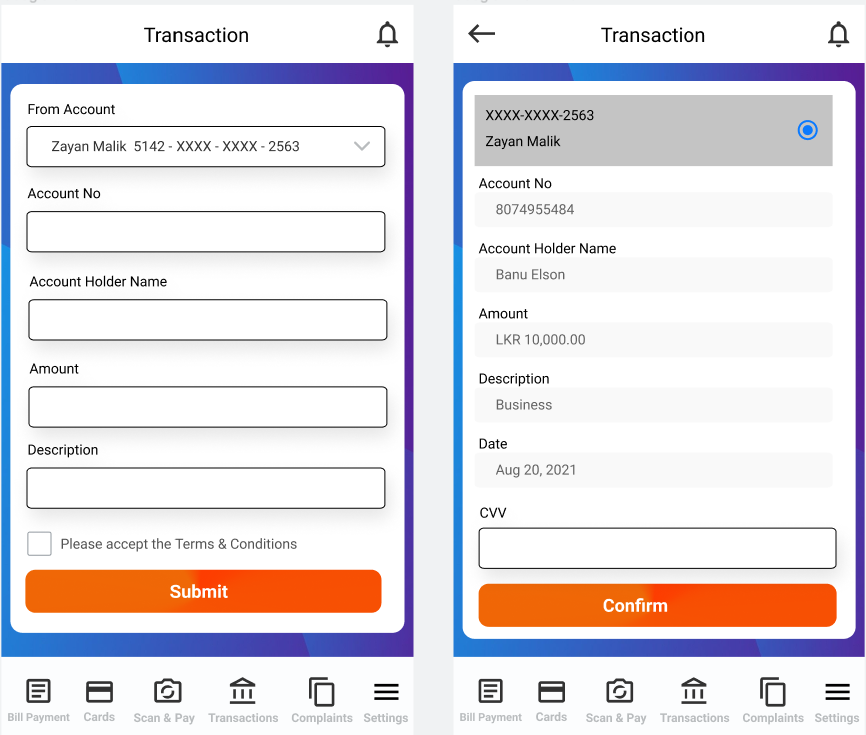 Transaction
From Account
Zayan Malik 5142 - XXXX - XXXX - 2563
Account No
Account Holder Name
Amount
Description
Please accept the Terms & Conditions
Submit
Bill Payment Cards Scan & Pay Transactions Complaints Settings
Transaction
XXXX-XXXX-2563
Zayan Malik
Account No
8074955484
Account Holder Name
Banu Elson
Amount
LKR 10,000.00
Description
Business
Date
Aug 20, 2021
CVV
Confirm
Bill Payment Cards Scan & Pay Transactions Complaints Settings